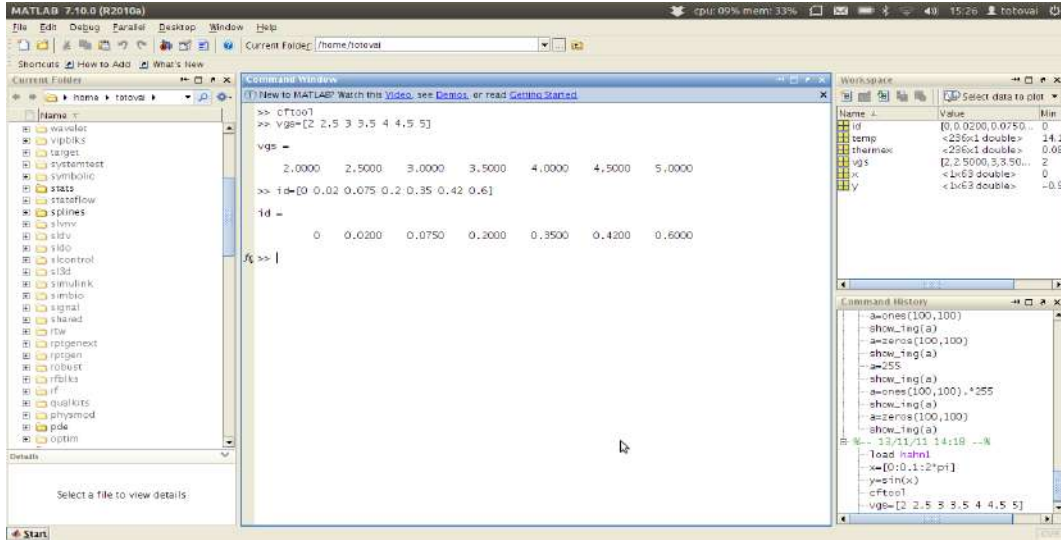 MATLAB 7.10.0 (R2010a)
cpu: 09% mem: 33%
15:26
totovai
File Edit Debug Parallel Desktop Window Help
Current Folder: /home/totovai
Shortcuts How to Add What's New
Current Folder
home totovai
Name
wavelet
vipblks
target
systemtest
symbolic
stats
stateflow
splines
slvnv
sldv
sldo
slcontrol
sl3d
simulink
simbio
signal
shared
rtw
rptgenext
rptgen
robust
rfblks
rf
qualkits
physmod
pde
optim
Details
Select a file to view details
Start
Command Window
New to MATLAB? Watch this Video, see Demos, or read Getting Started.
>> cftool
>> vgs=[2 2.5 3 3.5 4 4.5 5]
vgs =
2.0000 2.5000 3.0000 3.5000 4.0000 4.5000 5.0000
>> id=[0 0.02 0.075 0.2 0.35 0.42 0.6]
id =
0 0.0200 0.0750 0.2000 0.3500 0.4200 0.6000
fx >>
Workspace
Select data to plot
Name Value Min
id [0,0.0200,0.0750... 0
temp <236x1 double> 14.
thermex <236x1 double> 0.08
vgs [2,2.5000,3,3.50... 2
x <1x63 double> 0
y <1x63 double> -0.9
Command History
a=ones(100,100)
show_img(a)
a=zeros(100,100)
show_img(a)
a=255
show_img(a)
a=ones(100,100).*255
show_img(a)
a=zeros(100,100)
show_img(a)
%-- 13/11/11 14:18 --%
load hahn1
x=[0:0.1:2*pi]
y=sin(x)
cftool
vgs=[2 2.5 3 3.5 4 4.5 5]